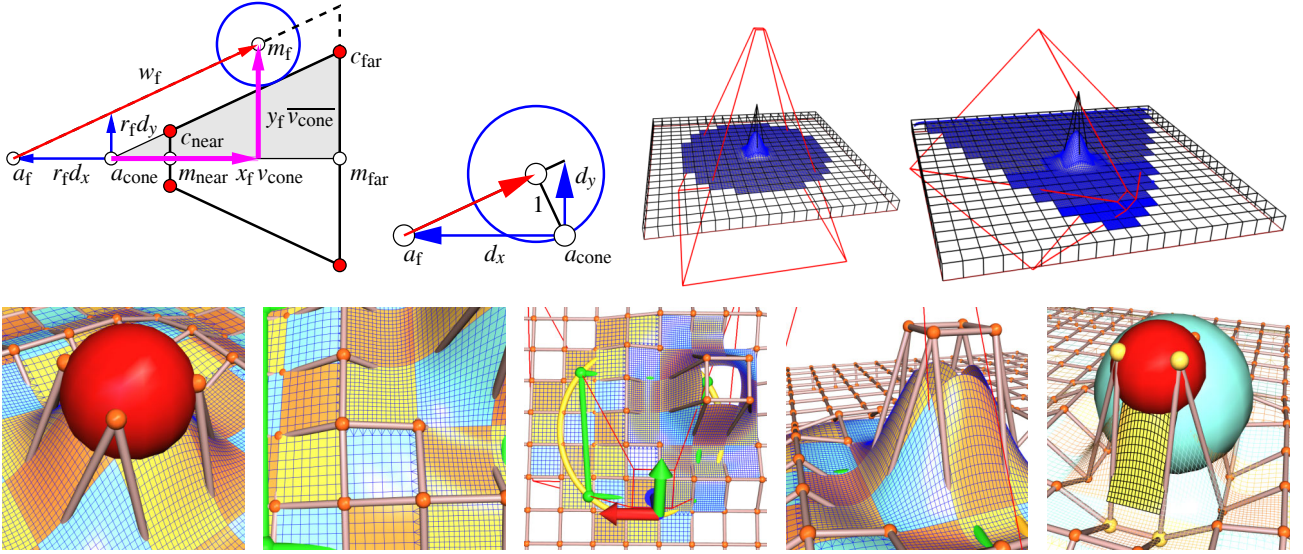 m_f
c_far
w_f
r_f d_y
c_near
y_f \overline{v_cone}
a_f
r_f d_x
a_cone
m_near
x_f v_cone
m_far
d_y
1
a_f
d_x
a_cone